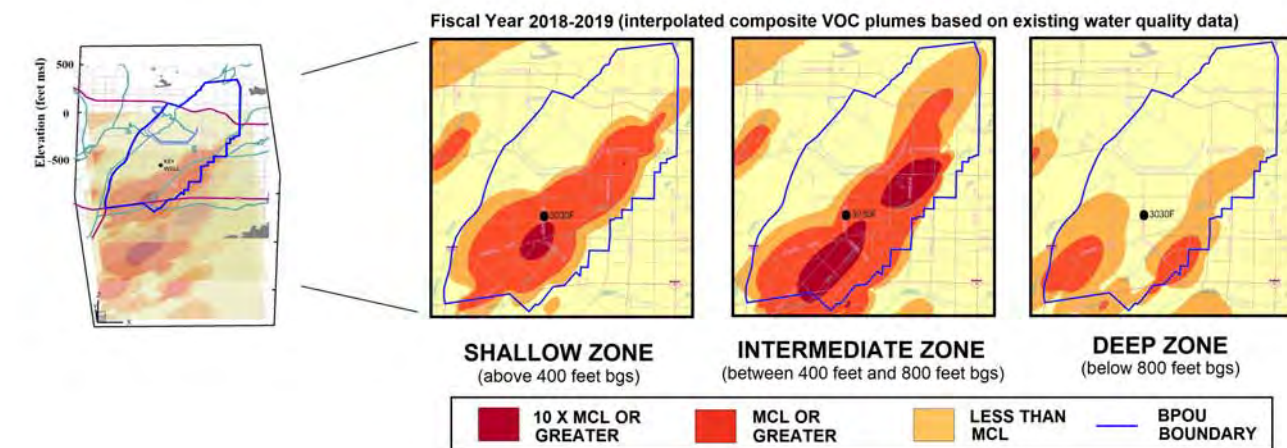 Fiscal Year 2018-2019 (interpolated composite VOC plumes based on existing water quality data)
Elevation (feet msl)
500
0
-500
KEY
WELL
X
3030F
3030F
3030F
SHALLOW ZONE
(above 400 feet bgs)
INTERMEDIATE ZONE
(between 400 feet and 800 feet bgs)
DEEP ZONE
(below 800 feet bgs)
10 X MCL OR
GREATER
MCL OR
GREATER
LESS THAN
MCL
BPOU
BOUNDARY